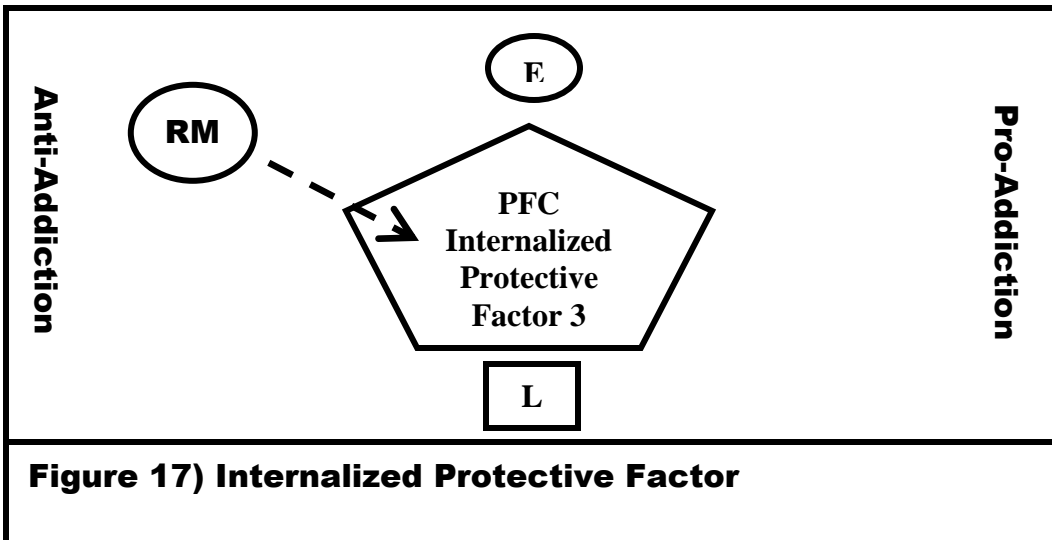 E
Anti-Addiction
RM
Pro-Addiction
PFC
Internalized
Protective
Factor 3
L
Figure 17) Internalized Protective Factor